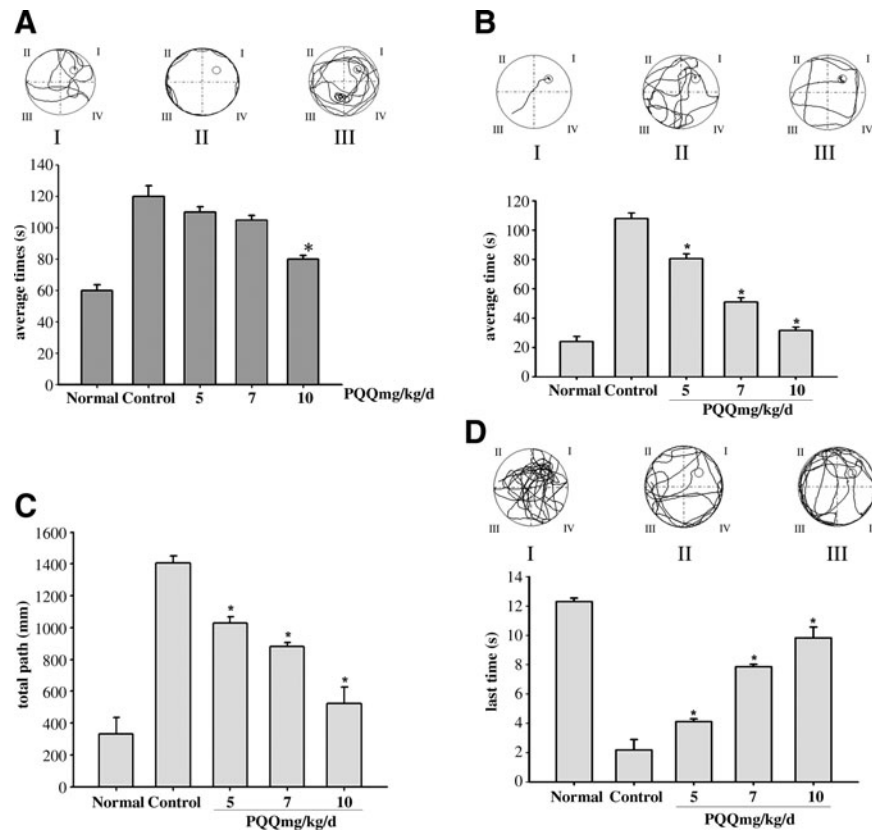 A
II I II I II I
III IV III IV III IV
I II III
average times (s)
140
120
100
80
60
40
20
0
*
Normal Control 5 7 10 PQQmg/kg/d
B
II I II I II I
III IV III IV III IV
I II III
average time (s)
140
120
100
80
60
40
20
0
* * *
Normal Control 5 7 10
PQQmg/kg/d
C
total path (mm)
1600
1400
1200
1000
800
600
400
200
0
* * *
Normal Control 5 7 10
PQQmg/kg/d
D
II I II I II I
III IV III IV III
I II III
last time (s)
14
12
10
8
6
4
2
0
* * *
Normal Control 5 7 10
PQQmg/kg/d